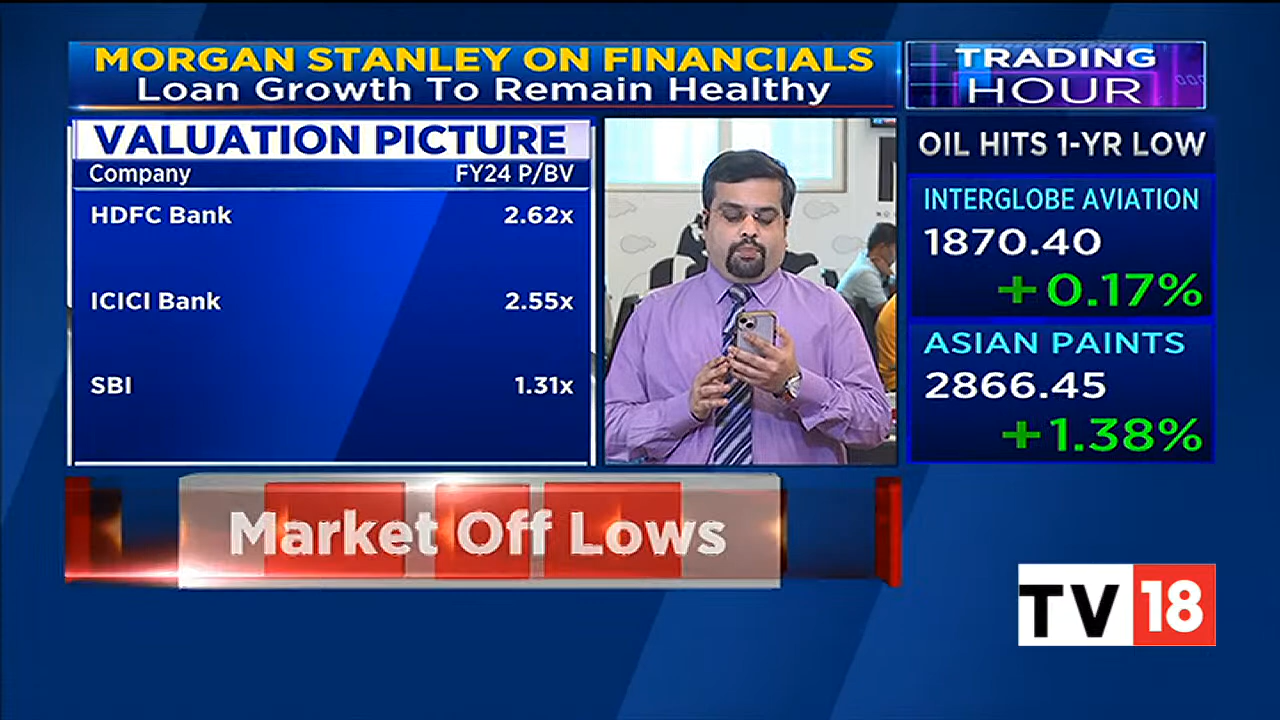 MORGAN STANLEY ON FINANCIALS
Loan Growth To Remain Healthy
TRADING
HOUR
VALUATION PICTURE
Company FY24 P/BV
HDFC Bank 2.62x
ICICI Bank 2.55x
SBI 1.31x
OIL HITS 1-YR LOW
INTERGLOBE AVIATION
1870.40
+0.17%
ASIAN PAINTS
2866.45
+1.38%
Market Off Lows
TV18